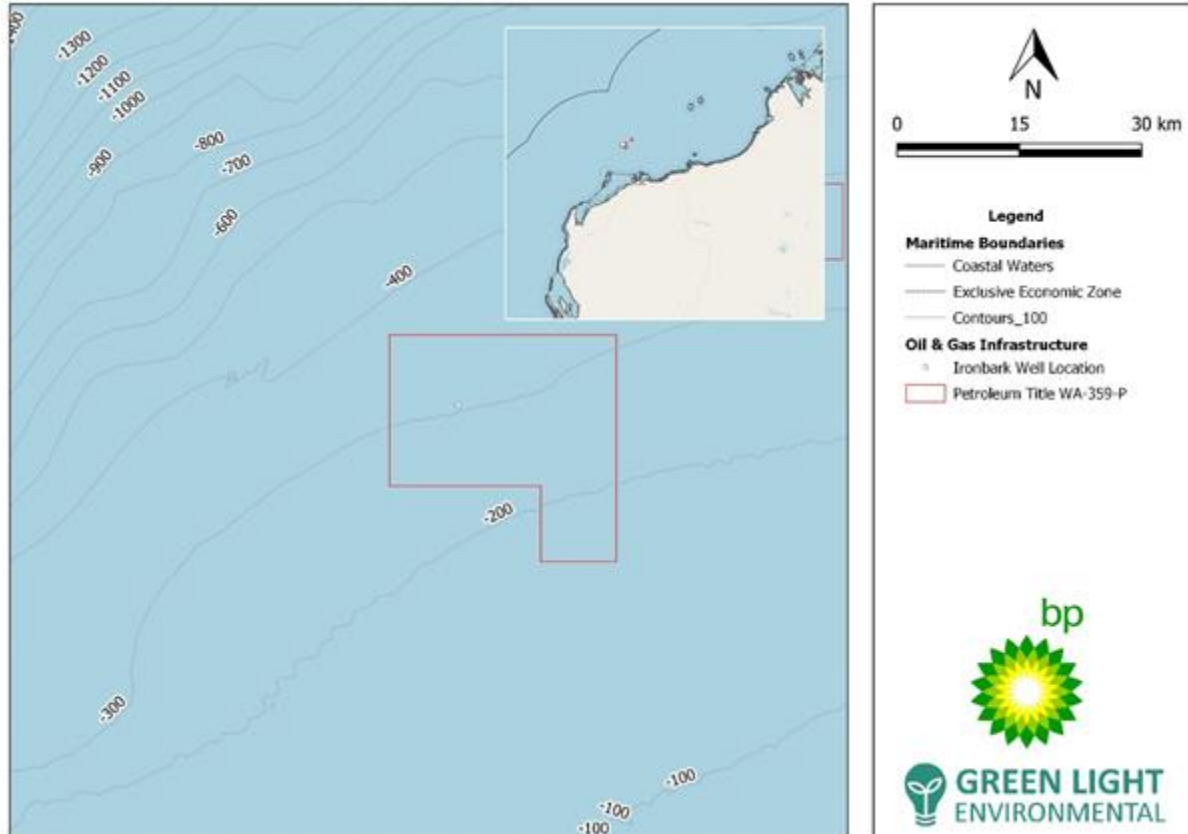 -1300
-1200
-1100
-1000
-900
-800
-700
-600
-400
-200
-300
-100
-100
-100
N
0 15 30 km
Legend
Maritime Boundaries
Coastal Waters
Exclusive Economic Zone
Contours_100
Oil & Gas Infrastructure
Ironbark Well Location
Petroleum Title WA-359-P
bp
GREEN LIGHT
ENVIRONMENTAL